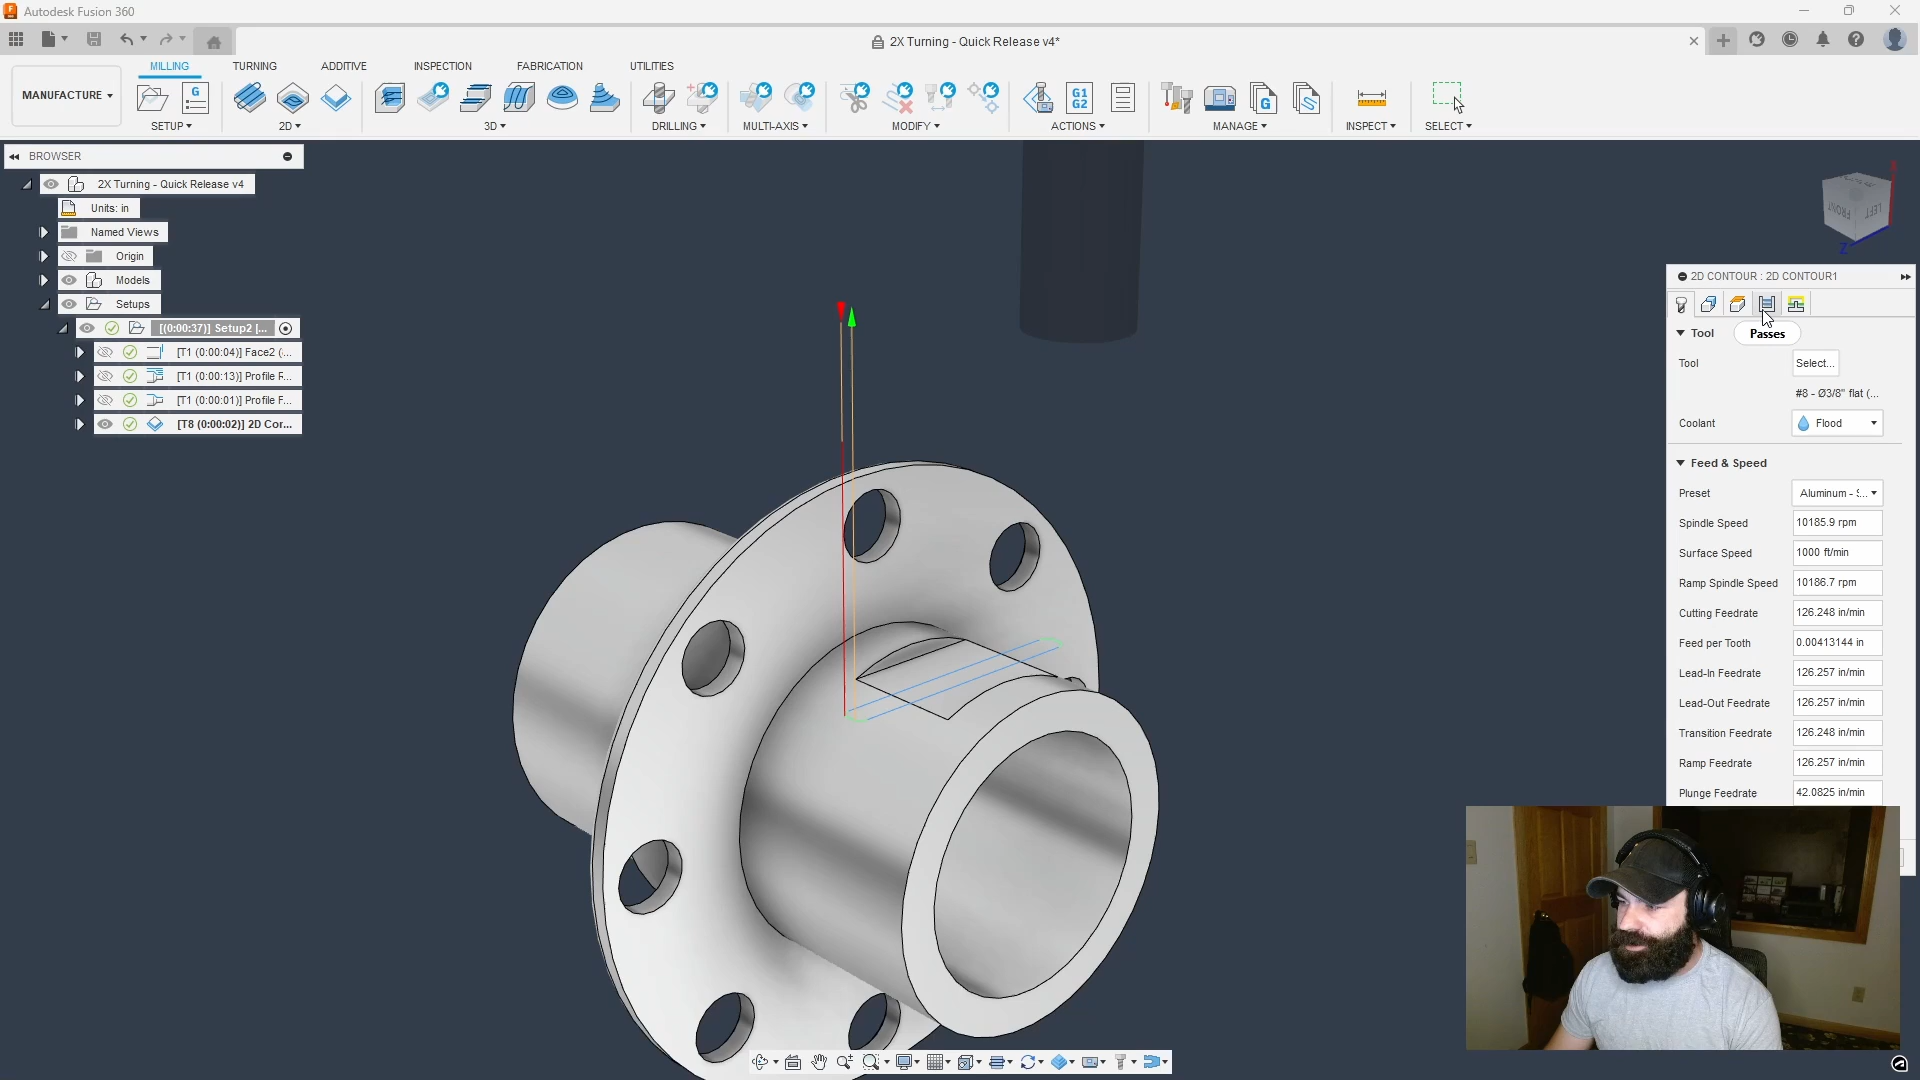 Autodesk Fusion 360
2X Turning - Quick Release v4*
MILLING
TURNING
ADDITIVE
INSPECTION
FABRICATION
UTILITIES
MANUFACTURE
G
G1
G2
G
SETUP
2D
3D
DRILLING
MULTI-AXIS
MODIFY
ACTIONS
MANAGE
INSPECT
SELECT
BROWSER
2X Turning - Quick Release v4
Units: in
Named Views
Origin
Models
Setups
[(0:00:37)] Setup2 [...
[T1 (0:00:04)] Face2 (...
[T1 (0:00:13)] Profile R...
[T1 (0:00:01)] Profile F...
[T8 (0:00:02)] 2D Con...
FRONT
LEFT
Z
2D CONTOUR : 2D CONTOUR1
Tool
Passes
Tool
Select...
#8 - Ø3/8" flat (...
Coolant
Flood
Feed & Speed
Preset
Aluminum - S...
Spindle Speed
10185.9 rpm
Surface Speed
1000 ft/min
Ramp Spindle Speed
10186.7 rpm
Cutting Feedrate
126.248 in/min
Feed per Tooth
0.00413144 in
Lead-In Feedrate
126.257 in/min
Lead-Out Feedrate
126.257 in/min
Transition Feedrate
126.248 in/min
Ramp Feedrate
126.257 in/min
Plunge Feedrate
42.0825 in/min